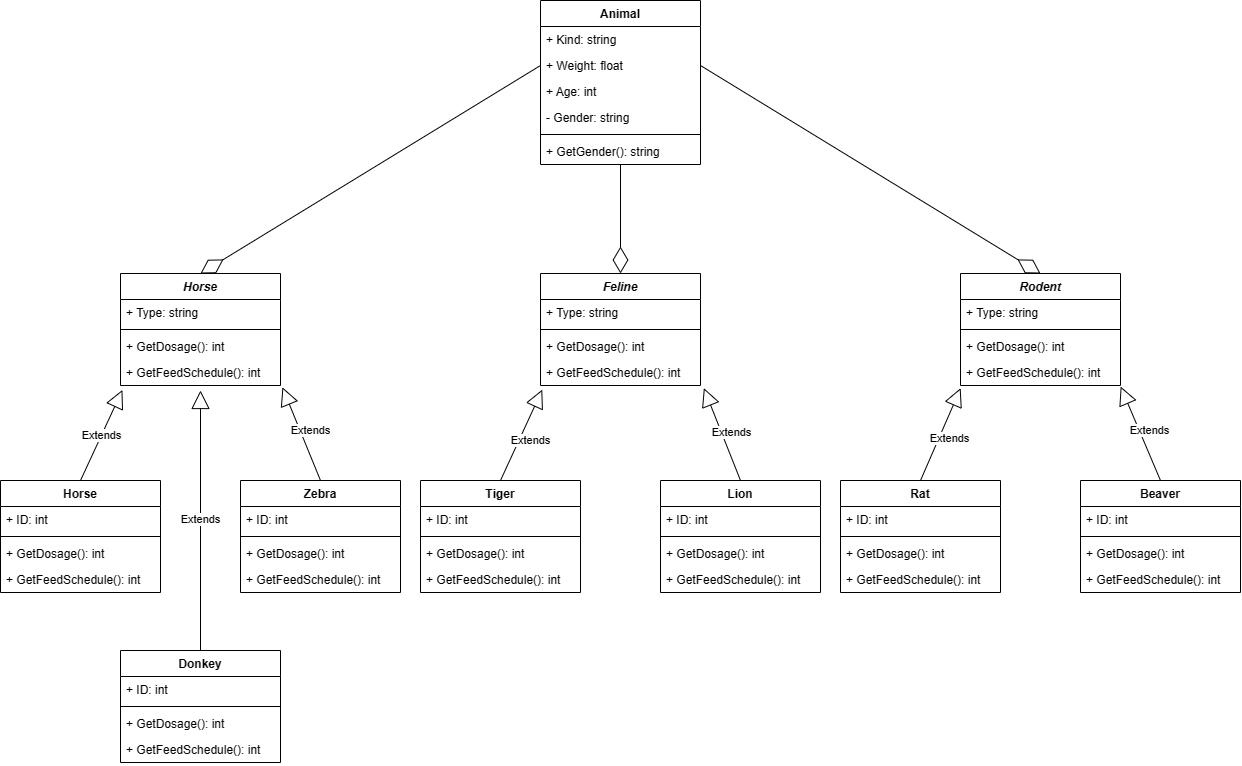 Animal
+ Kind: string
+ Weight: float
+ Age: int
- Gender: string
+ GetGender(): string
Horse
+ Type: string
+ GetDosage(): int
+ GetFeedSchedule(): int
Feline
+ Type: string
+ GetDosage(): int
+ GetFeedSchedule(): int
Rodent
+ Type: string
+ GetDosage(): int
+ GetFeedSchedule(): int
Extends
Extends
Extends
Extends
Extends
Extends
Extends
Horse
+ ID: int
+ GetDosage(): int
+ GetFeedSchedule(): int
Zebra
+ ID: int
+ GetDosage(): int
+ GetFeedSchedule(): int
Tiger
+ ID: int
+ GetDosage(): int
+ GetFeedSchedule(): int
Lion
+ ID: int
+ GetDosage(): int
+ GetFeedSchedule(): int
Rat
+ ID: int
+ GetDosage(): int
+ GetFeedSchedule(): int
Beaver
+ ID: int
+ GetDosage(): int
+ GetFeedSchedule(): int
Donkey
+ ID: int
+ GetDosage(): int
+ GetFeedSchedule(): int